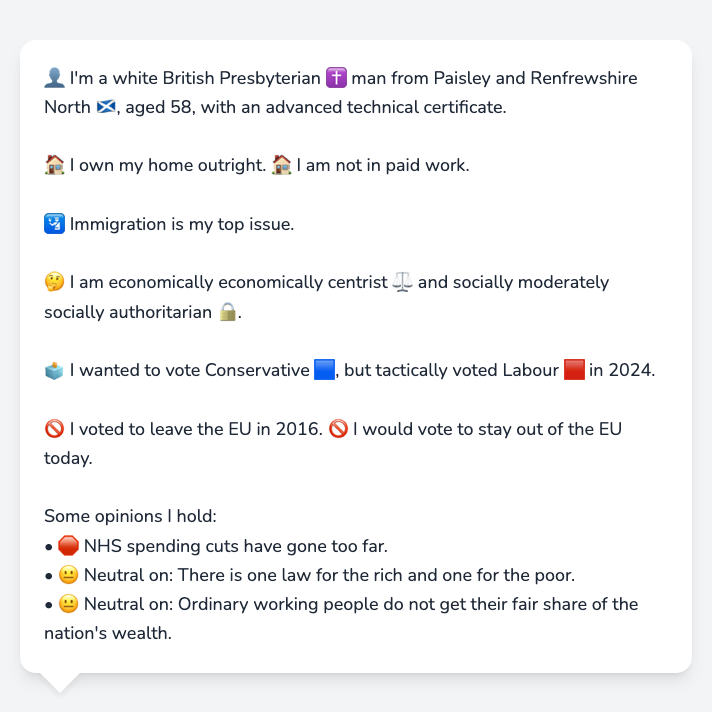 👤 I'm a white British Presbyterian ✝️ man from Paisley and Renfrewshire
North 🏴󠁧󠁢󠁳󠁣󠁴󠁿, aged 58, with an advanced technical certificate.
🏠 I own my home outright. 🏠 I am not in paid work.
🛂 Immigration is my top issue.
🤔 I am economically economically centrist ⚖️ and socially moderately
socially authoritarian 🔒.
🗳️ I wanted to vote Conservative 🟦, but tactically voted Labour 🟥 in 2024.
🚫 I voted to leave the EU in 2016. 🚫 I would vote to stay out of the EU
today.
Some opinions I hold:
• 🛑 NHS spending cuts have gone too far.
• 😐 Neutral on: There is one law for the rich and one for the poor.
• 😐 Neutral on: Ordinary working people do not get their fair share of the
nation's wealth.